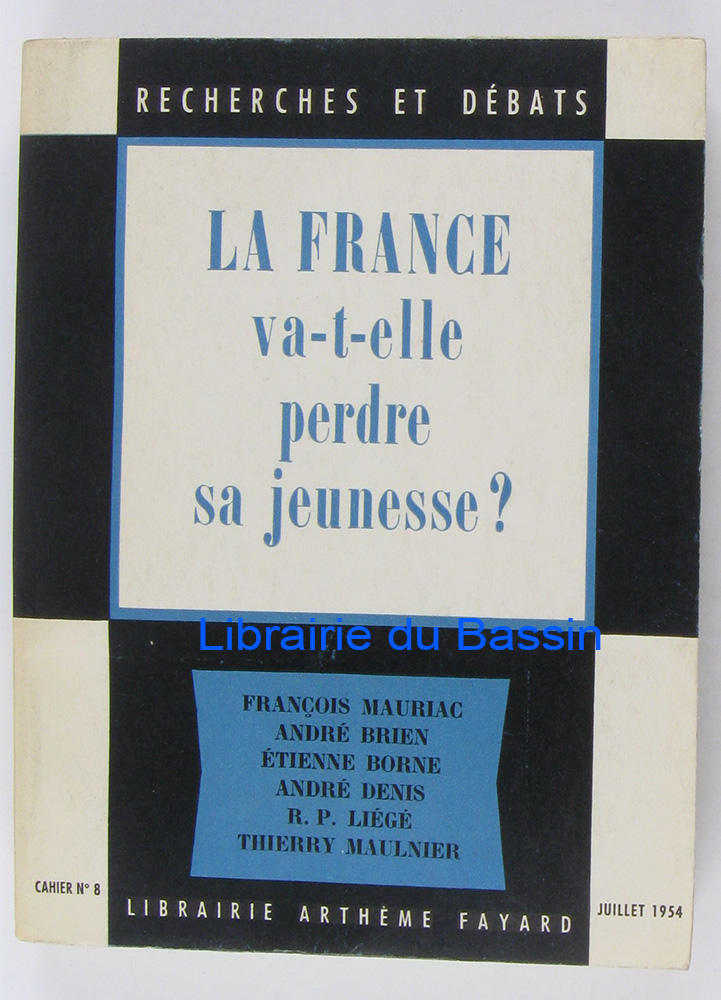 RECHERCHES ET DÉBATS
LA FRANCE
va-t-elle
perdre
sa jeunesse ?
Librairie du Bassin
FRANÇOIS MAURIAC
ANDRÉ BRIEN
ÉTIENNE BORNE
ANDRÉ DENIS
R. P. LIÉGÉ
THIERRY MAULNIER
CAHIER N° 8
LIBRAIRIE ARTHÈME FAYARD
JUILLET 1954